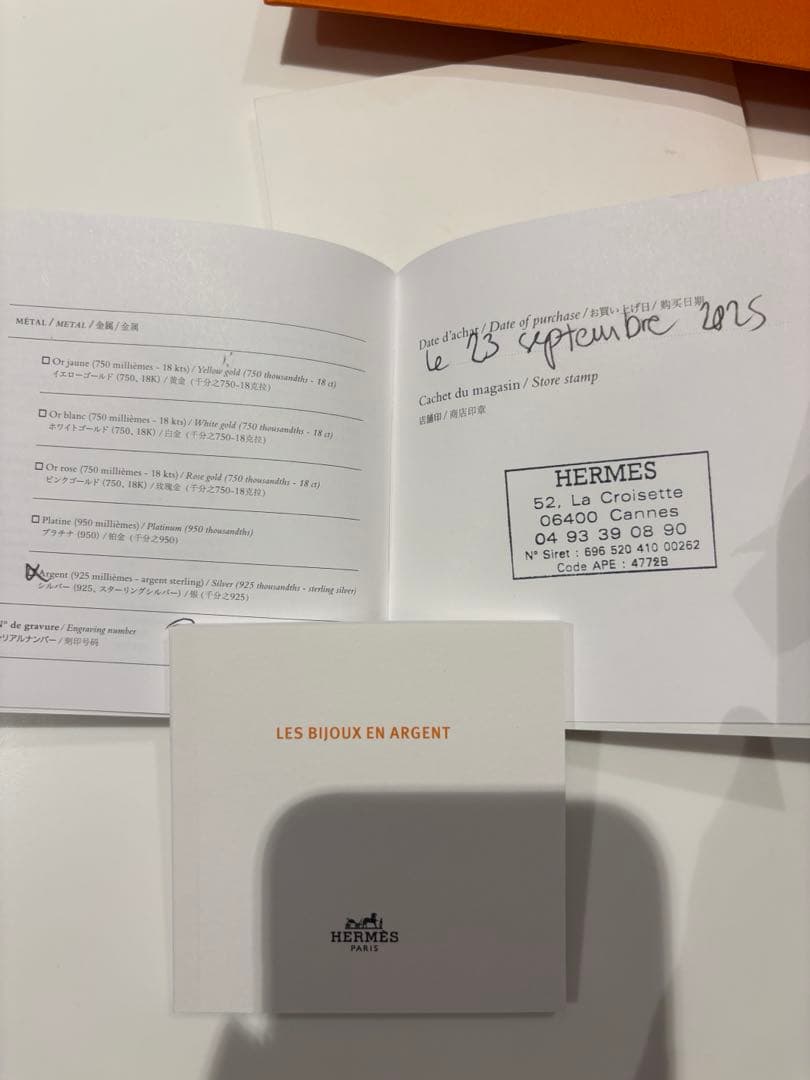 MÉTAL / METAL / 金属 / 金属
Or jaune (750 millièmes - 18 kts) / Yellow gold (750 thousandths - 18 ct)
イエローゴールド (750、18K) / 黄金 (千分之750-18克拉)
Or blanc (750 millièmes - 18 kts) / White gold (750 thousandths - 18 ct)
ホワイトゴールド (750、18K) / 白金 (千分之750-18克拉)
Or rose (750 millièmes - 18 kts) / Rose gold (750 thousandths - 18 ct)
ピンクゴールド (750、18K) / 玫瑰金 (千分之750-18克拉)
Platine (950 millièmes) / Platinum (950 thousandths)
プラチナ (950) / 铂金 (千分之950)
Argent (925 millièmes - argent sterling) / Silver (925 thousandths - sterling silver)
シルバー (925、スターリングシルバー) / 银 (千分之925)
N° de gravure / Engraving number
リアルナンバー / 刻印号码
Date d'achat / Date of purchase / お買い上げ日 / 购买日期
le 23 septembre 2025
Cachet du magasin / Store stamp
店舗印 / 商店印章
HERMES
52, La Croisette
06400 Cannes
04 93 39 08 90
N° Siret : 696 520 410 00262
Code APE : 4772B
LES BIJOUX EN ARGENT
HERMÈS
PARIS